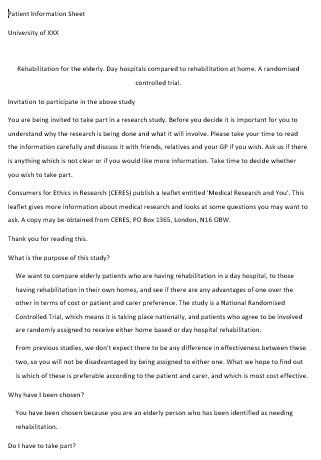 Patient Information Sheet
University of XXX
Rehabilitation for the elderly. Day hospitals compared to rehabilitation at home. A randomised
controlled trial.
Invitation to participate in the above study
You are being invited to take part in a research study. Before you decide it is important for you to
understand why the research is being done and what it will involve. Please take your time to read
the information carefully and discuss it with friends, relatives and your GP if you wish. Ask us if there
is anything which is not clear or if you would like more information. Take time to decide whether
you wish to take part.
Consumers for Ethics in Research (CERES) publish a leaflet entitled 'Medical Research and You'. This
leaflet gives more information about medical research and looks at some questions you may want to
ask. A copy may be obtained from CERES, PO Box 1365, London, N16 OBW.
Thank you for reading this.
What is the purpose of this study?
We want to compare elderly patients who are having rehabilitation in a day hospital, to those
having rehabilitation in their own homes, and see if there are any advantages of one over the
other in terms of cost or patient and carer preference. The study is a National Randomised
Controlled Trial, which means it is taking place nationally, and patients who agree to be involved
are randomly assigned to receive either home based or day hospital rehabilitation.
From previous studies, we don't expect there to be any difference in effectiveness between these
two, so you will not be disadvantaged by being assigned to either one. What we hope to find out
is which of these is preferable according to the patient and carer, and which is most cost effective.
Why have I been chosen?
You have been chosen because you are an elderly person who has been identified as needing
rehabilitation.
Do I have to take part?